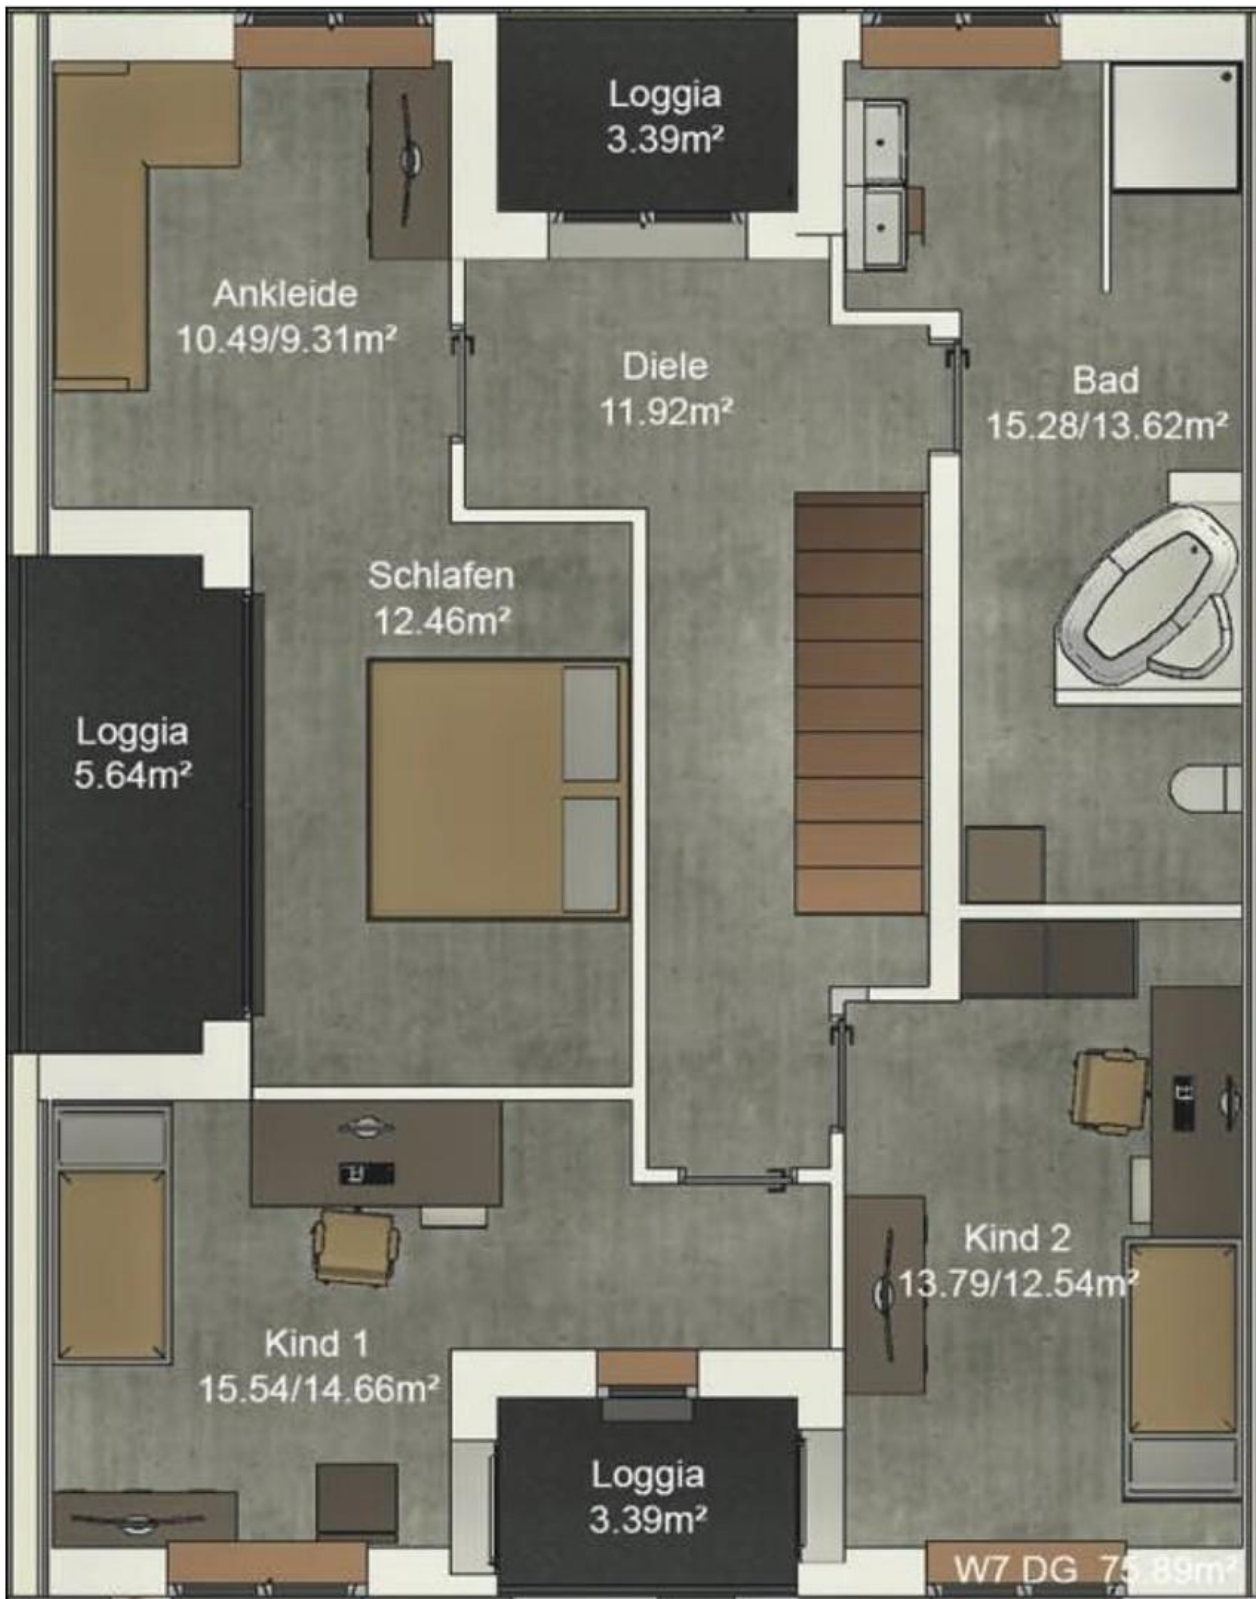 Loggia
3.39m²
Ankleide
10.49/9.31m²
Diele
11.92m²
Bad
15.28/13.62m²
Schlafen
12.46m²
Loggia
5.64m²
Kind 2
13.79/12.54m²
Kind 1
15.54/14.66m²
Loggia
3.39m²
W7 DG 75.89m²